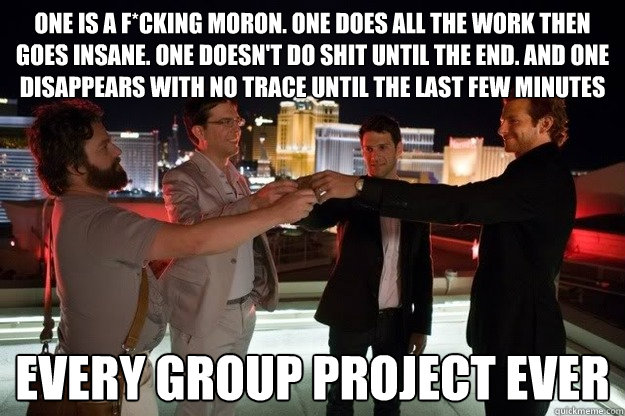 ONE IS A F*CKING MORON. ONE DOES ALL THE WORK THEN
GOES INSANE. ONE DOESN'T DO SHIT UNTIL THE END. AND ONE
DISAPPEARS WITH NO TRACE UNTIL THE LAST FEW MINUTES
EVERY GROUP PROJECT EVER
quickmeme.com